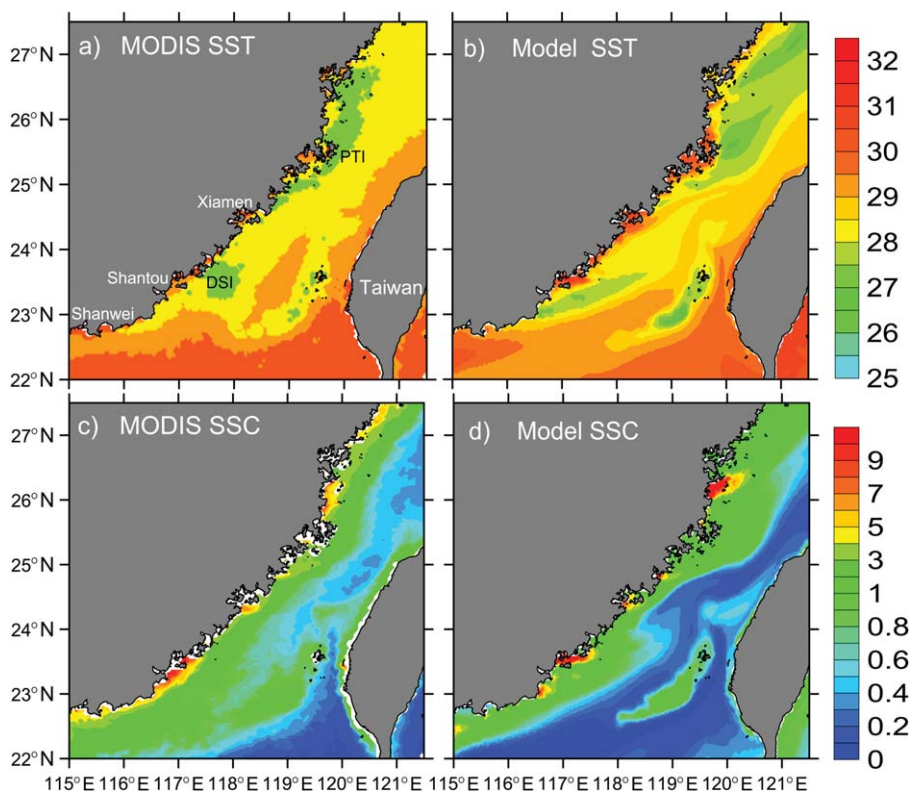 a) MODIS SST
b) Model SST
27°N
26°N
25°N
24°N
23°N
22°N
PTI
Xiamen
Shantou
DSI
Shanwei
Taiwan
32
31
30
29
28
27
26
25
c) MODIS SSC
d) Model SSC
27°N
26°N
25°N
24°N
23°N
22°N
9
7
5
3
1
0.8
0.6
0.4
0.2
0
115°E 116°E 117°E 118°E 119°E 120°E 121°E
115°E 116°E 117°E 118°E 119°E 120°E 121°E